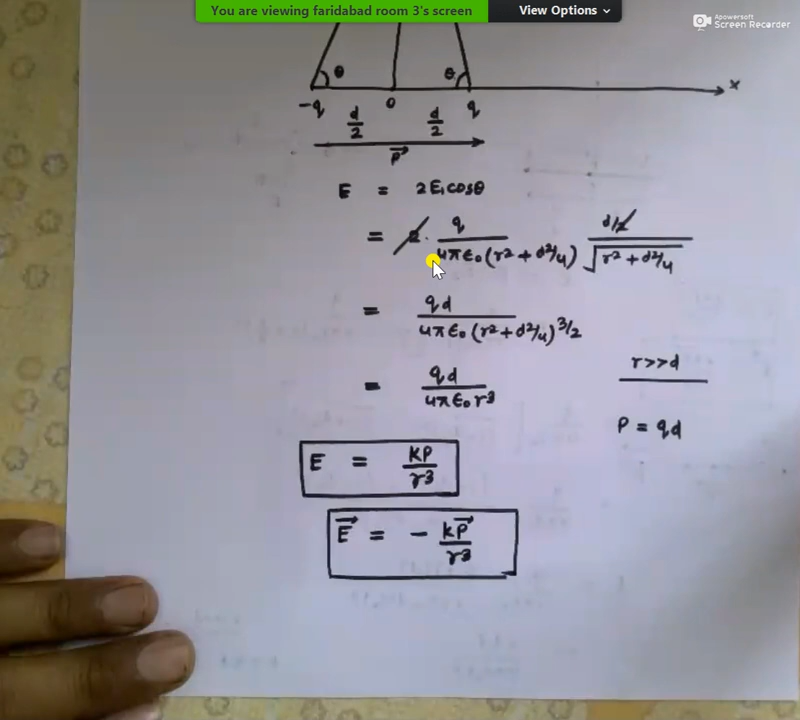 You are viewing faridabad room 3's screen
View Options
Apowersoft
Screen Recorder
θ θ
-q 0 q x
d/2 d/2
P⃗
E = 2E₁cosθ
= 2 · q / 4πε₀(r² + d²/4) d/2 / √(r² + d²/4)
= qd / 4πε₀(r² + d²/4)^3/2
r>>d
= qd / 4πε₀r³
P = qd
E = KP / r³
E⃗ = - KP⃗ / r³